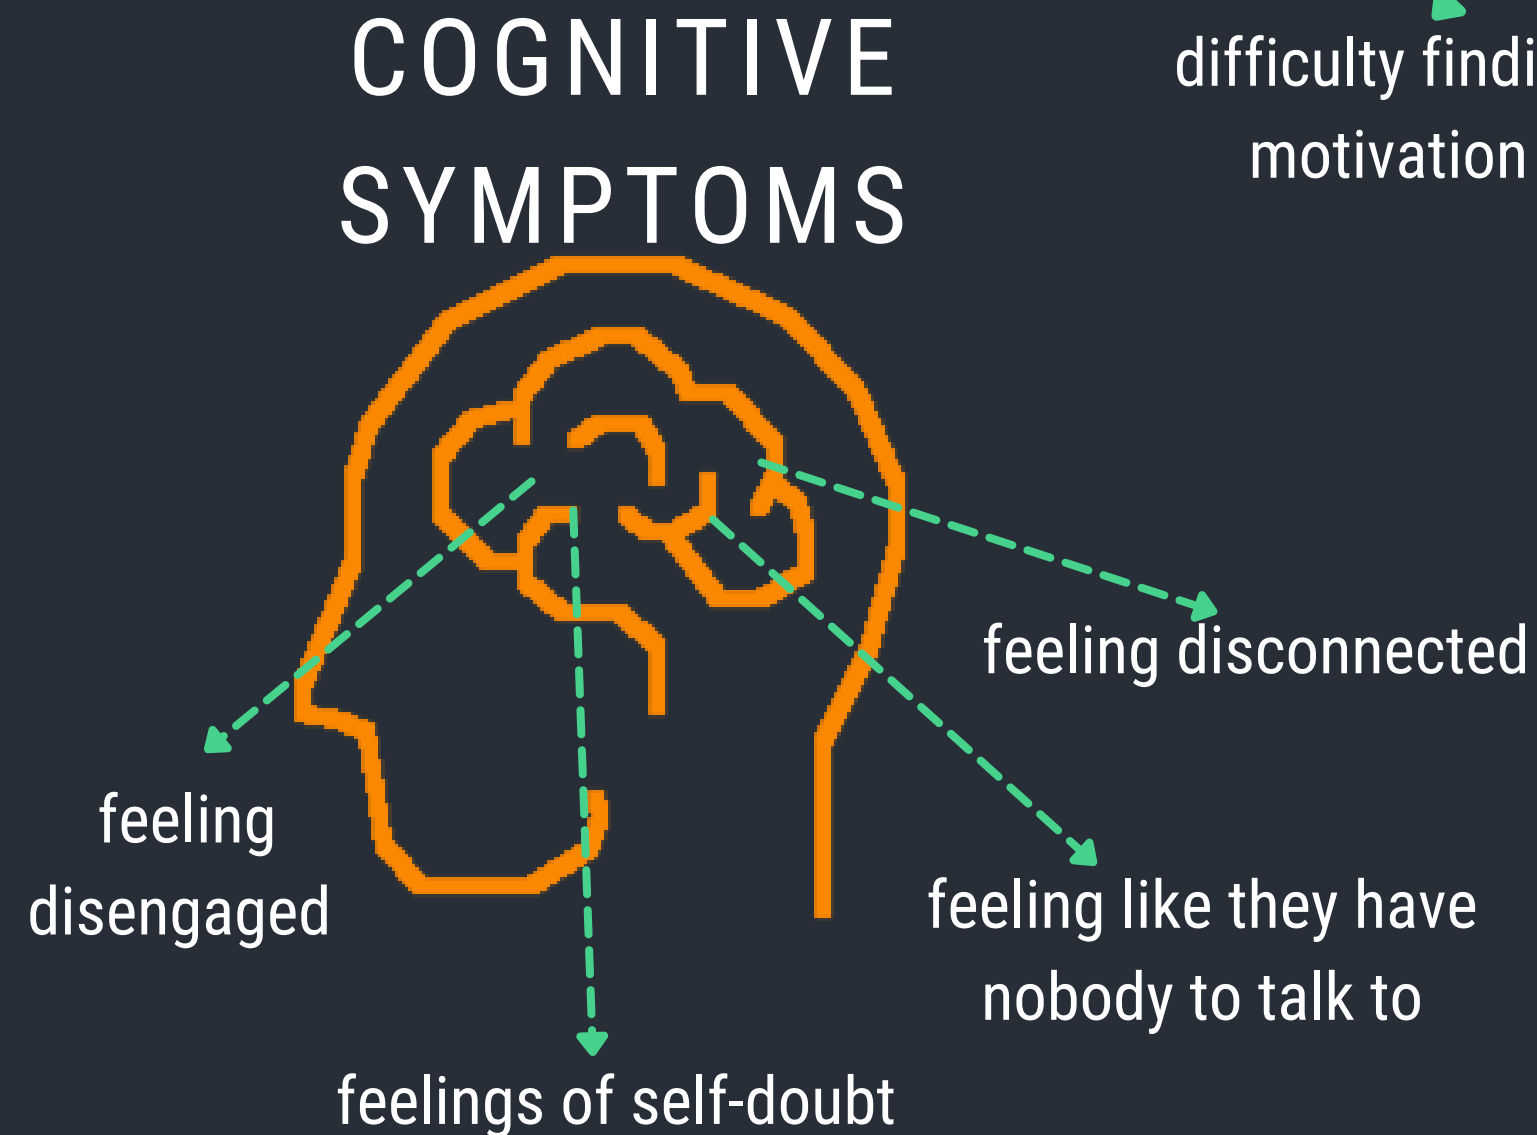 COGNITIVE
SYMPTOMS
difficulty
motivation
feeling disconnected
feeling
disengaged
feeling like they have
nobody to talk to
feelings of self-doubt